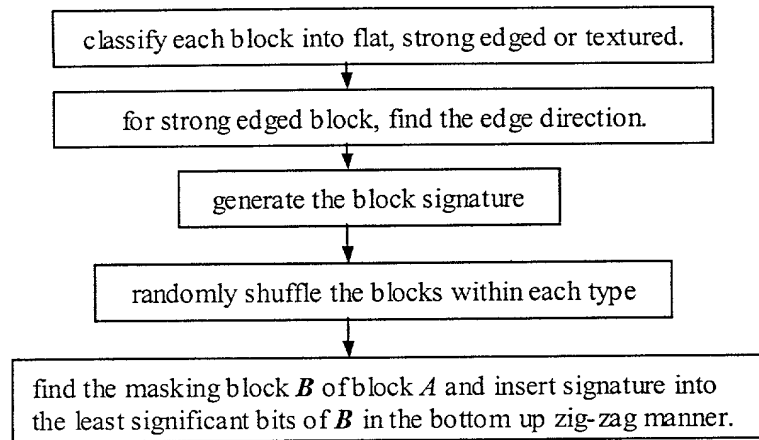 classify each block into flat, strong edged or textured.
for strong edged block, find the edge direction.
generate the block signature
randomly shuffle the blocks within each type
find the masking block B of block A and insert signature into
the least significant bits of B in the bottom up zig-zag manner.